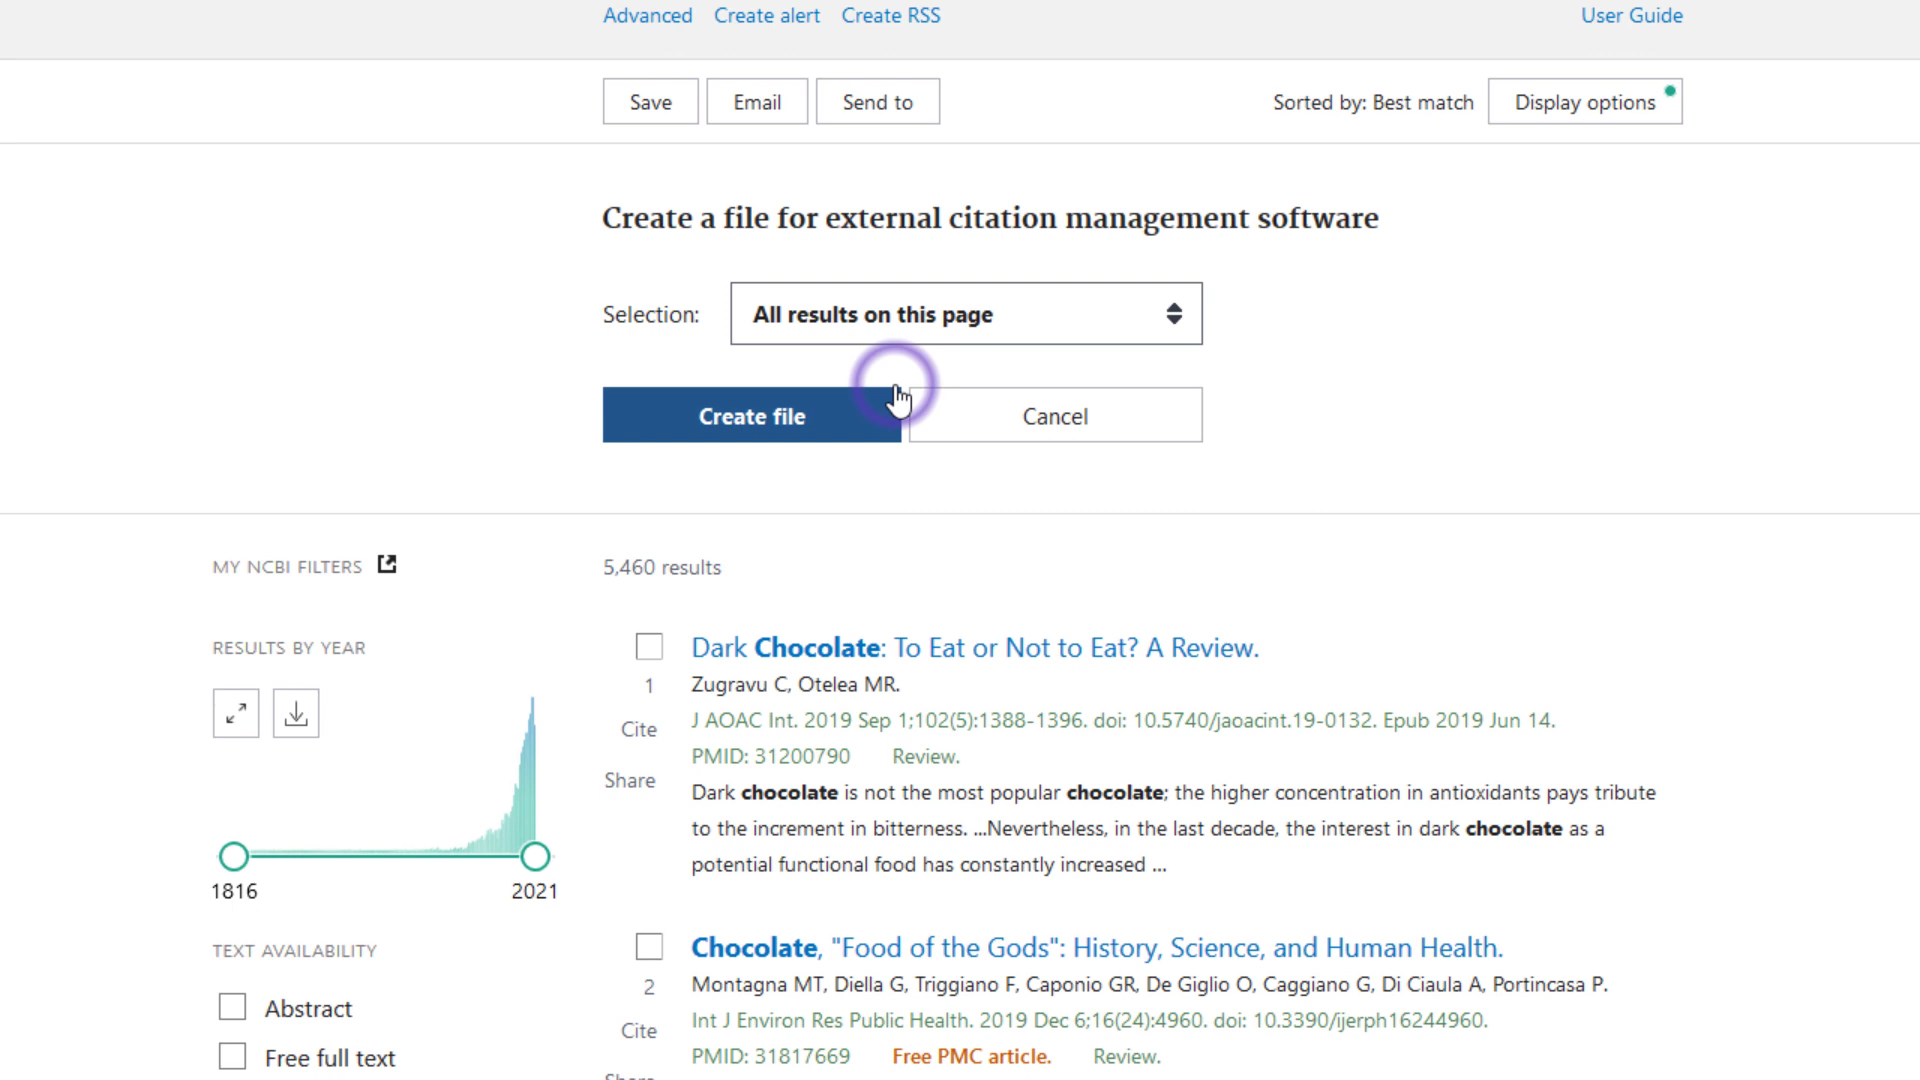 Advanced Create alert Create RSS User Guide
Save Email Send to Sorted by: Best match Display options
Create a file for external citation management software
Selection: All results on this page
Create file Cancel
MY NCBI FILTERS
5,460 results
RESULTS BY YEAR
1816 2021
TEXT AVAILABILITY
Abstract
Free full text
Dark Chocolate: To Eat or Not to Eat? A Review.
1 Zugravu C, Otelea MR.
Cite J AOAC Int. 2019 Sep 1;102(5):1388-1396. doi: 10.5740/jaoacint.19-0132. Epub 2019 Jun 14.
PMID: 31200790 Review.
Share
Dark chocolate is not the most popular chocolate; the higher concentration in antioxidants pays tribute
to the increment in bitterness. ...Nevertheless, in the last decade, the interest in dark chocolate as a
potential functional food has constantly increased ...
Chocolate, "Food of the Gods": History, Science, and Human Health.
2 Montagna MT, Diella G, Triggiano F, Caponio GR, De Giglio O, Caggiano G, Di Ciaula A, Portincasa P.
Cite Int J Environ Res Public Health. 2019 Dec 6;16(24):4960. doi: 10.3390/ijerph16244960.
PMID: 31817669 Free PMC article. Review.
Share